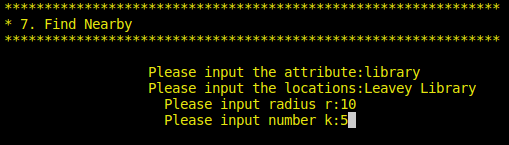 **************************************************************
* 7. Find Nearby
**************************************************************
Please input the attribute:library
Please input the locations:Leavey Library
Please input radius r:10
Please input number k:5